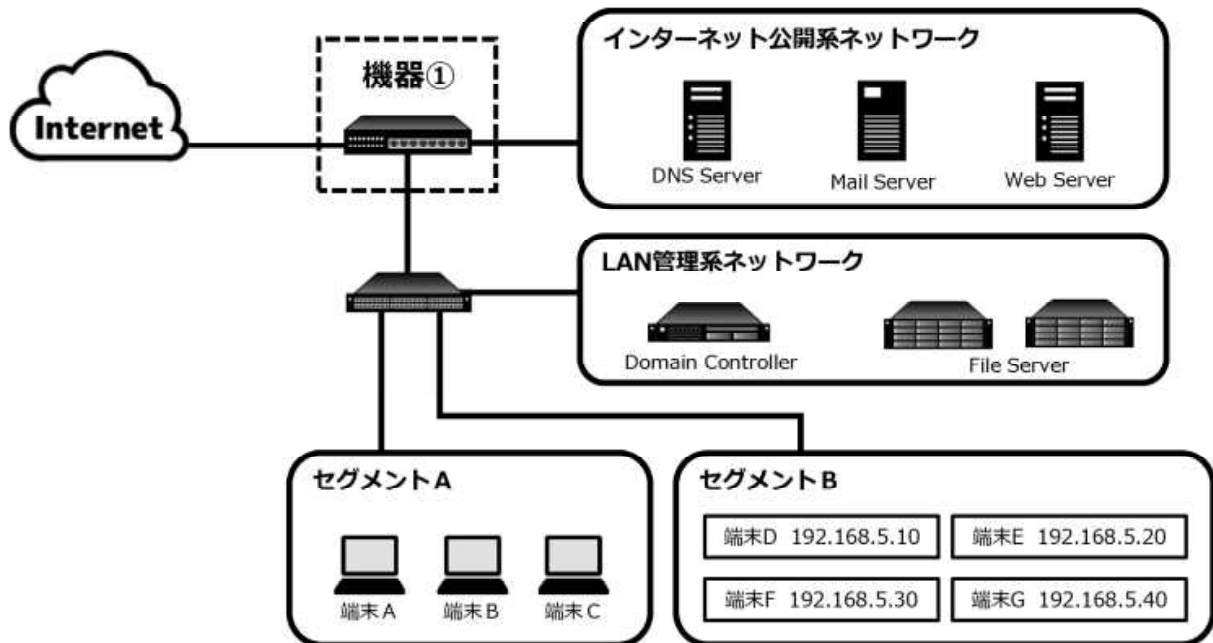 インターネット公開系ネットワーク
機器①
Internet
DNS Server
Mail Server
Web Server
LAN管理系ネットワーク
Domain Controller
File Server
セグメントA
端末A
端末B
端末C
セグメントB
端末D 192.168.5.10
端末E 192.168.5.20
端末F 192.168.5.30
端末G 192.168.5.40